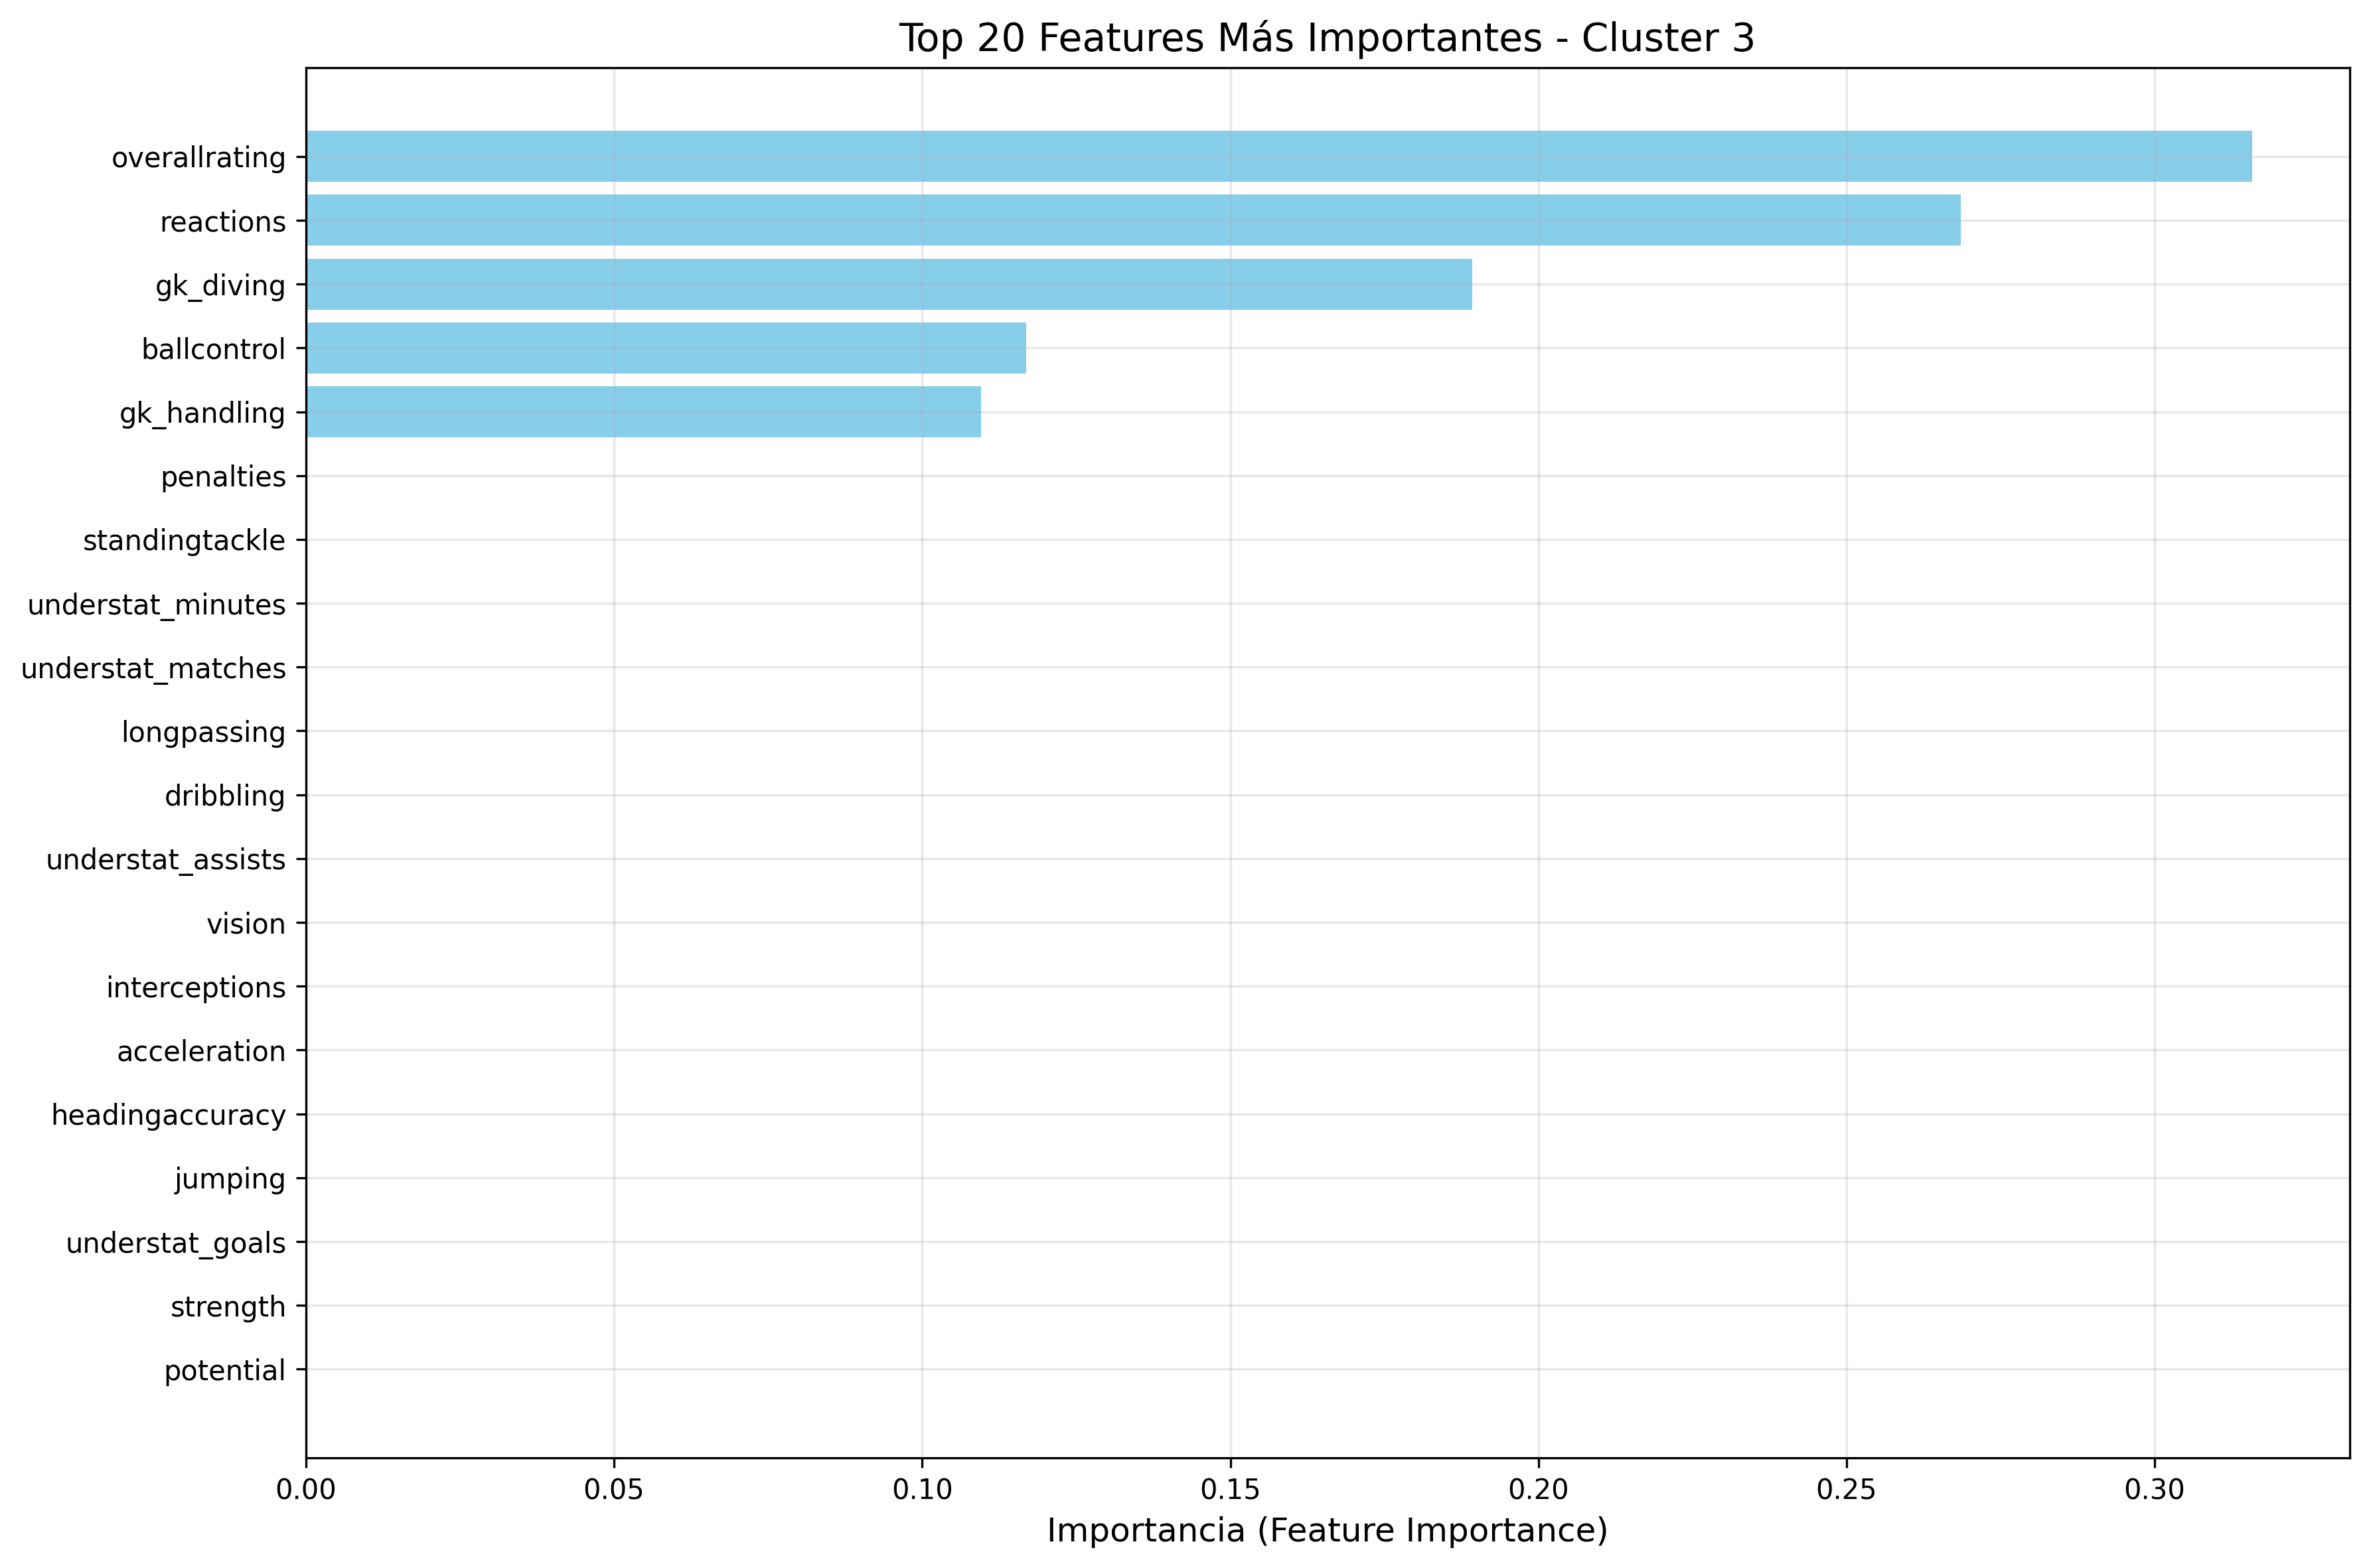 Top 20 Features Más Importantes - Cluster 3
overallrating
reactions
gk_diving
ballcontrol
gk_handling
penalties
standingtackle
understat_minutes
understat_matches
longpassing
dribbling
understat_assists
vision
interceptions
acceleration
headingaccuracy
jumping
understat_goals
strength
potential
0.00 0.05 0.10 0.15 0.20 0.25 0.30
Importancia (Feature Importance)